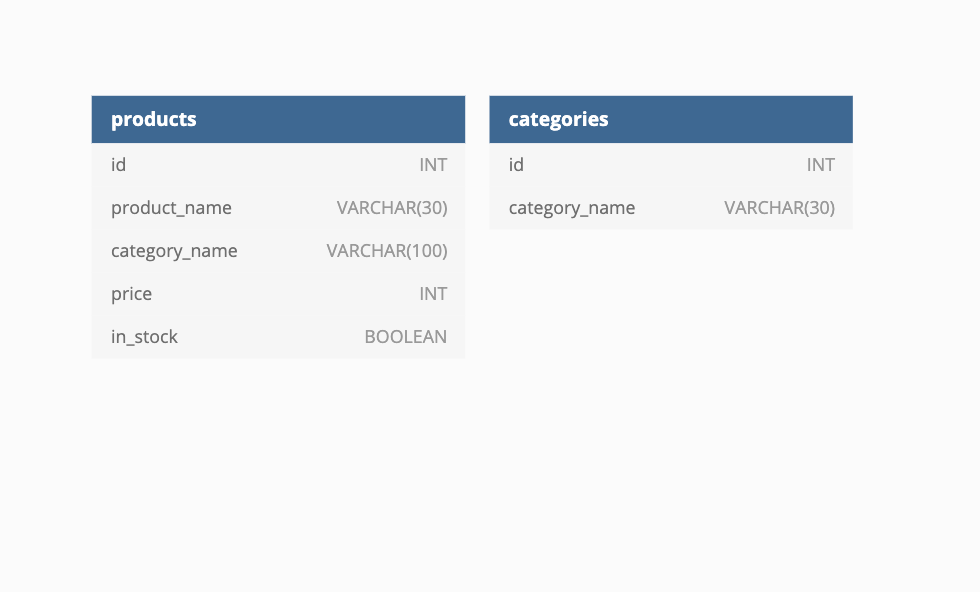 products
id INT
product_name VARCHAR(30)
category_name VARCHAR(100)
price INT
in_stock BOOLEAN
categories
id INT
category_name VARCHAR(30)